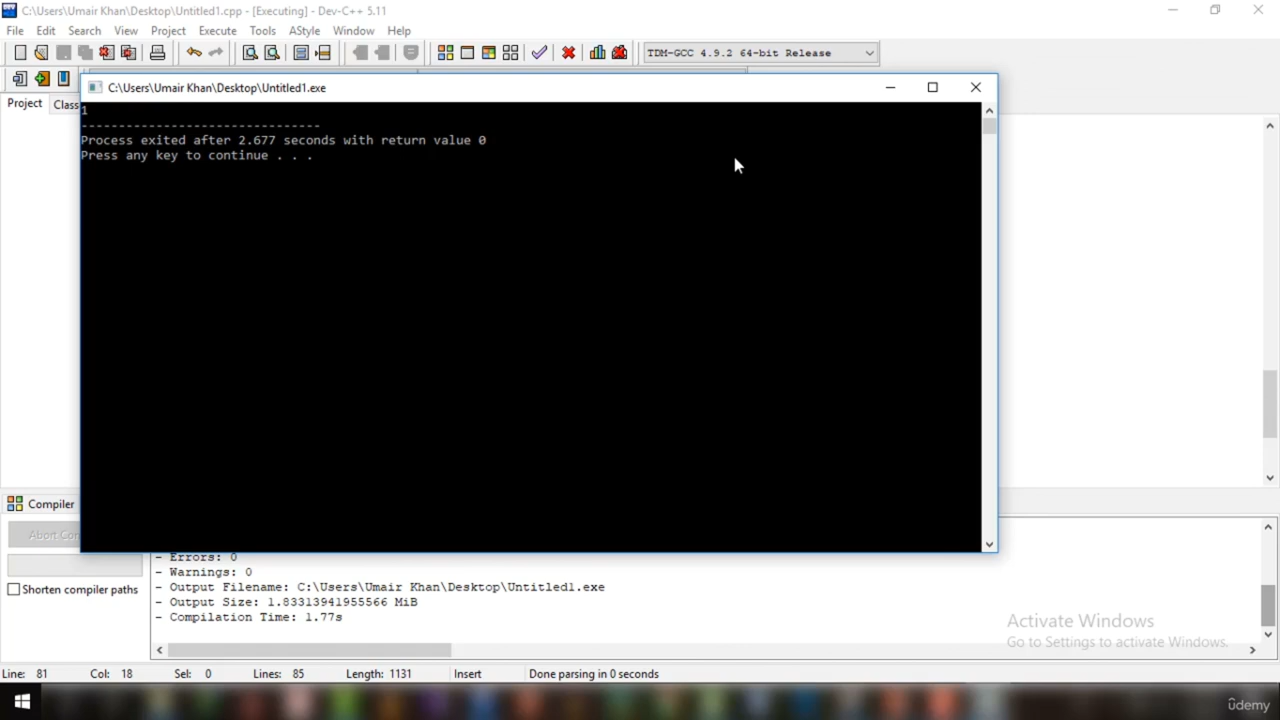 C:\Users\Umair Khan\Desktop\Untitled1.cpp - [Executing] - Dev-C++ 5.11
File Edit Search View Project Execute Tools AStyle Window Help
TDM-GCC 4.9.2 64-bit Release
C:\Users\Umair Khan\Desktop\Untitled1.exe
Project Class
1
--------------------------------
Process exited after 2.677 seconds with return value 0
Press any key to continue . . .
Compiler
Abort Con
Shorten compiler paths
- Errors: 0
- Warnings: 0
- Output Filename: C:\Users\Umair Khan\Desktop\Untitled1.exe
- Output Size: 1.83313941955566 MiB
- Compilation Time: 1.77s
Activate Windows
Go to Settings to activate Windows.
Line: 81 Col: 18 Sel: 0 Lines: 85 Length: 1131 Insert Done parsing in 0 seconds
ûdemy